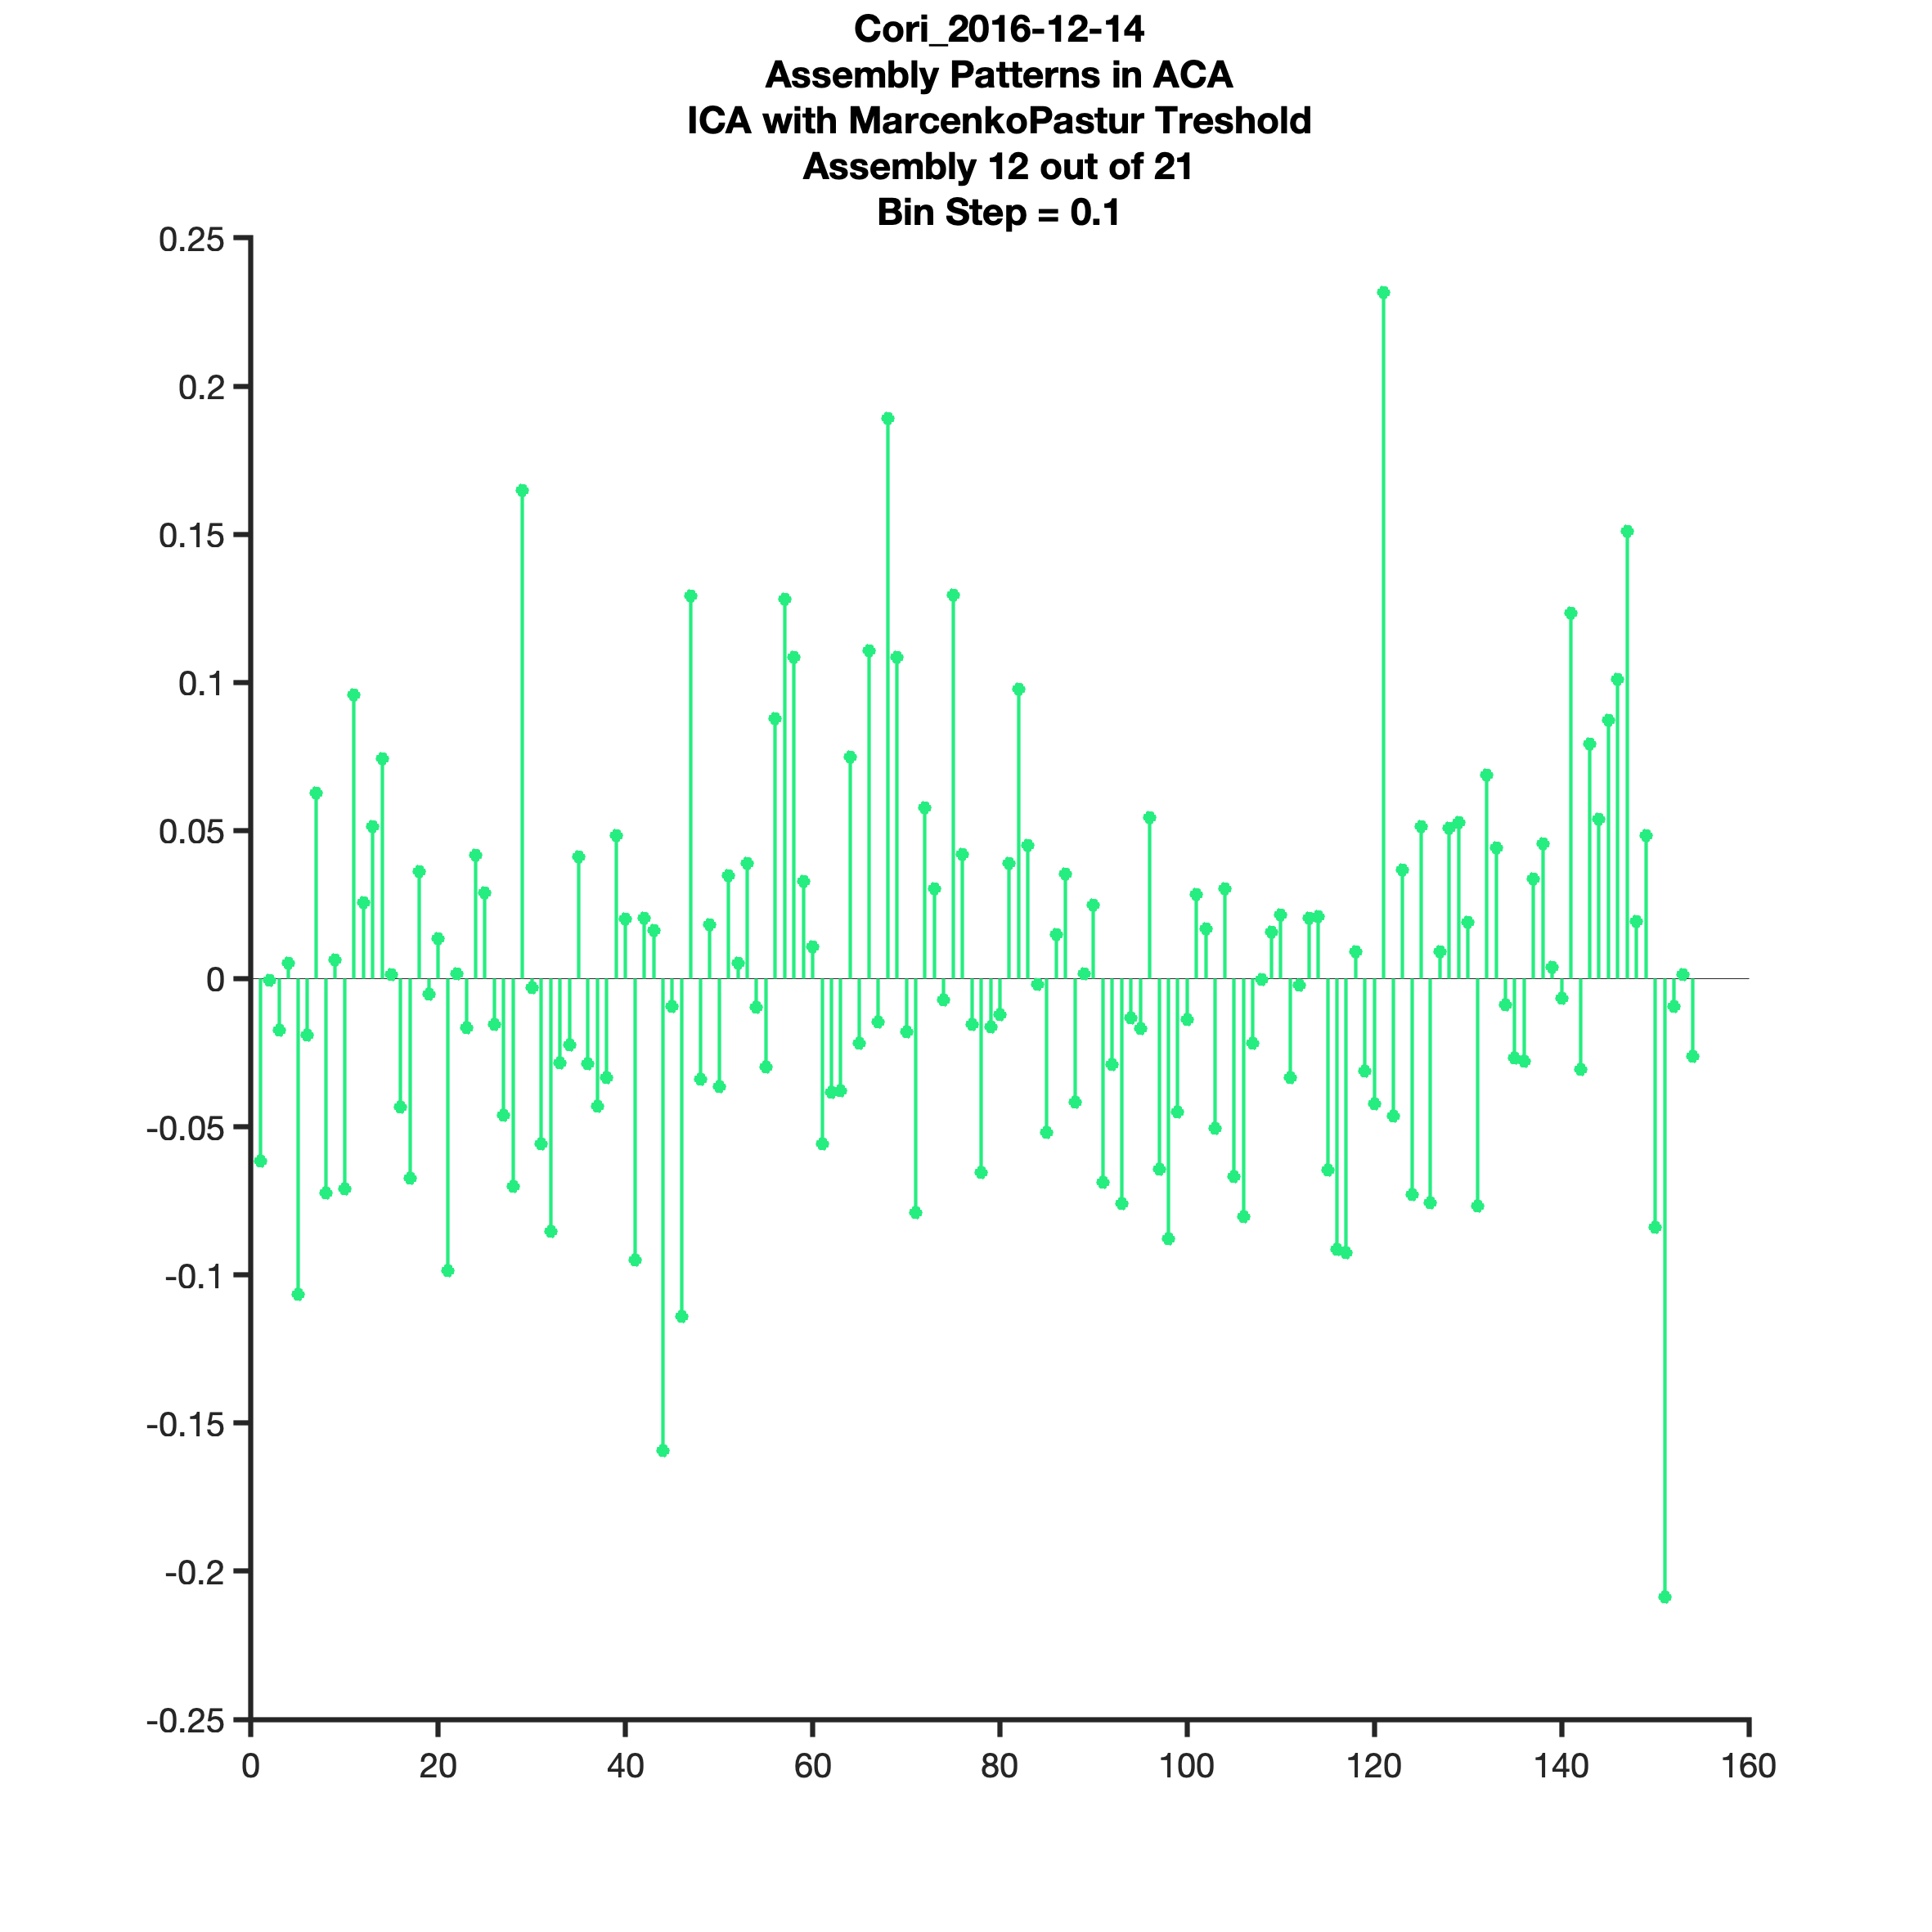 Cori_2016-12-14
Assembly Patterns in ACA
ICA with MarcenkoPastur Treshold
Assembly 12 out of 21
Bin Step = 0.1
0.25
0.2
0.15
0.1
0.05
0
-0.05
-0.1
-0.15
-0.2
-0.25
0 20 40 60 80 100 120 140 160